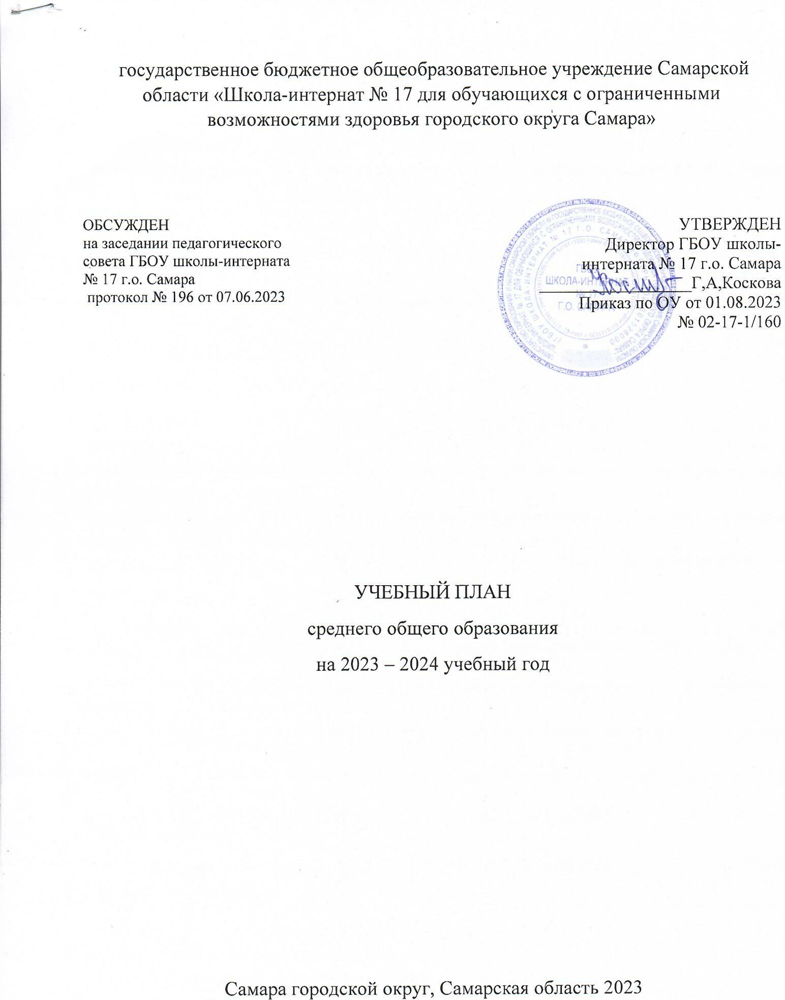 государственное бюджетное общеобразовательное учреждение Самарской
области «Школа-интернат № 17 для обучающихся с ограниченными
возможностями здоровья городского округа Самара»
ОБСУЖДЕН
на заседании педагогического
совета ГБОУ школы-интерната
№ 17 г.о. Самара
протокол № 196 от 07.06.2023
УТВЕРЖДЕН
Директор ГБОУ школы-
интерната № 17 г.о. Самара
Г,А,Коскова
Приказ по ОУ от 01.08.2023
№ 02-17-1/160
ШКОЛА-ИНТЕРНАТ
Г.О. САМАРА
УЧЕБНЫЙ ПЛАН
среднего общего образования
на 2023 – 2024 учебный год
Самара городской округ, Самарская область 2023